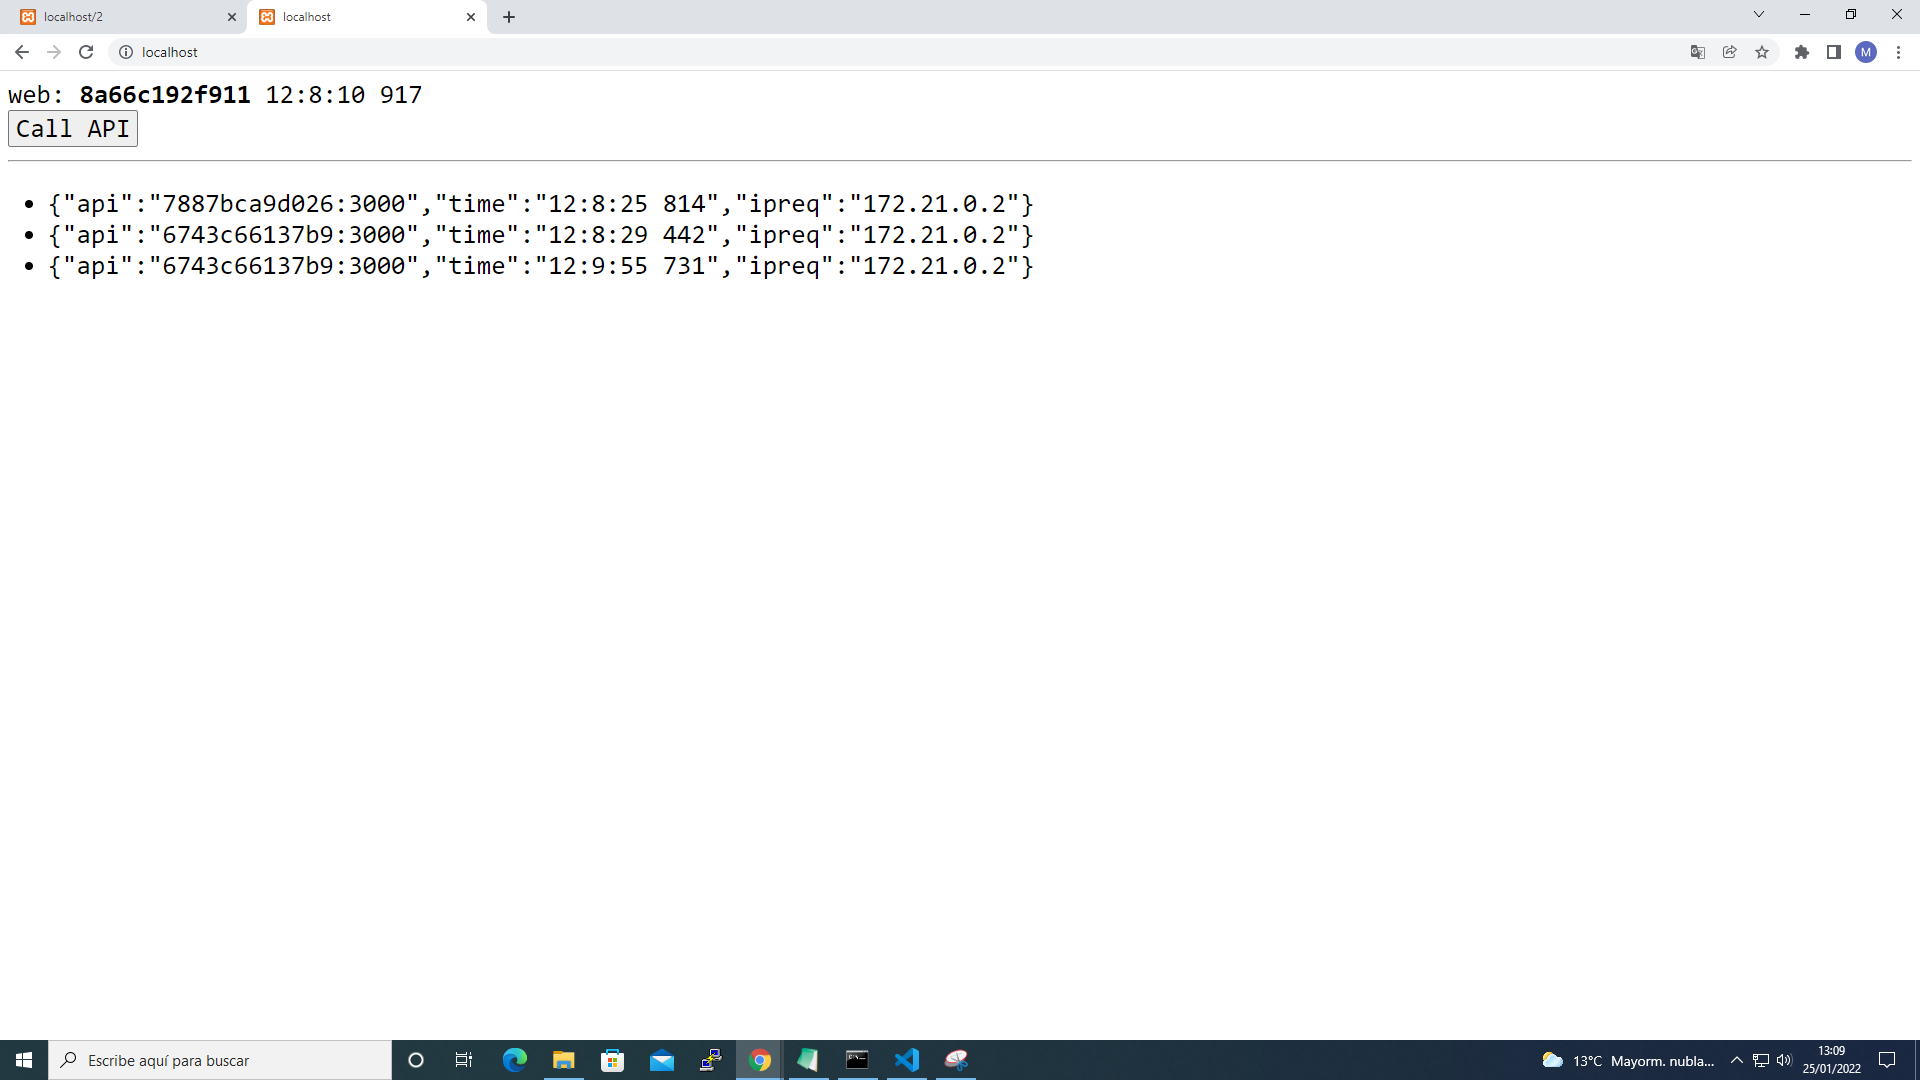 localhost/2
localhost
localhost
M
web: 8a66c192f911 12:8:10 917
Call API
{"api":"7887bca9d026:3000","time":"12:8:25 814","ipreq":"172.21.0.2"}
{"api":"6743c66137b9:3000","time":"12:8:29 442","ipreq":"172.21.0.2"}
{"api":"6743c66137b9:3000","time":"12:9:55 731","ipreq":"172.21.0.2"}
Escribe aquí para buscar
13°C Mayorm. nubla...
13:09
25/01/2022